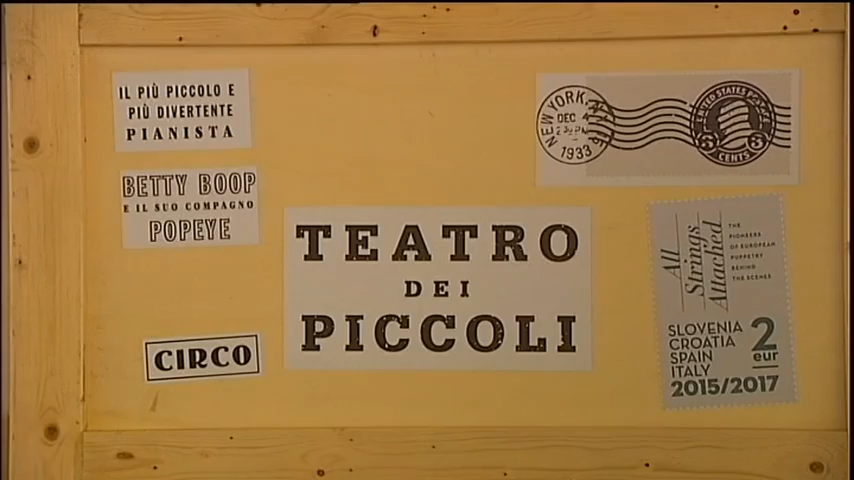 IL PIÙ PICCOLO E
PIÙ DIVERTENTE
PIANISTA
BETTY BOOP
E IL SUO COMPAGNO
POPEYE
CIRCO
TEATRO
DEI
PICCOLI
NEW YORK, N.Y.
DEC 4
1933
UNITED STATES
3 3
CENTS
All
Strings
Attached
THE
PIONEERS
OF EUROPEAN
PUPPETRY
BEHIND
THE SCENES
SLOVENIA
CROATIA
SPAIN
ITALY
2015/2017
2
eur